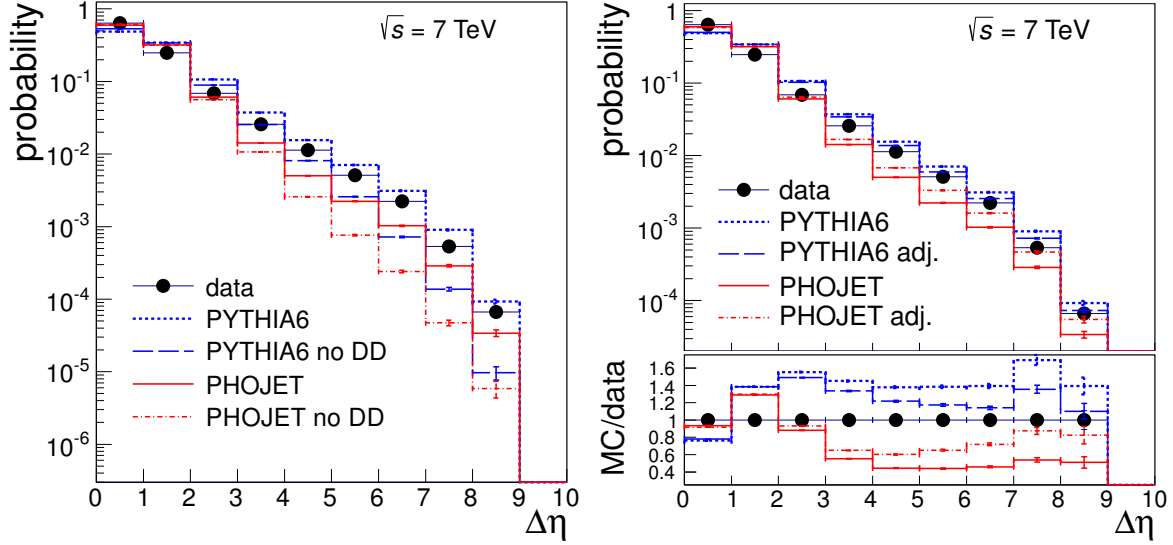 probability
√s = 7 TeV
1
10⁻¹
10⁻²
10⁻³
10⁻⁴
10⁻⁵
10⁻⁶
data
PYTHIA6
PYTHIA6 no DD
PHOJET
PHOJET no DD
0 1 2 3 4 5 6 7 8 9 10
Δη
probability
√s = 7 TeV
1
10⁻¹
10⁻²
10⁻³
10⁻⁴
data
PYTHIA6
PYTHIA6 adj.
PHOJET
PHOJET adj.
MC/data
1.6
1.4
1.2
1
0.8
0.6
0.4
0 1 2 3 4 5 6 7 8 9 10
Δη